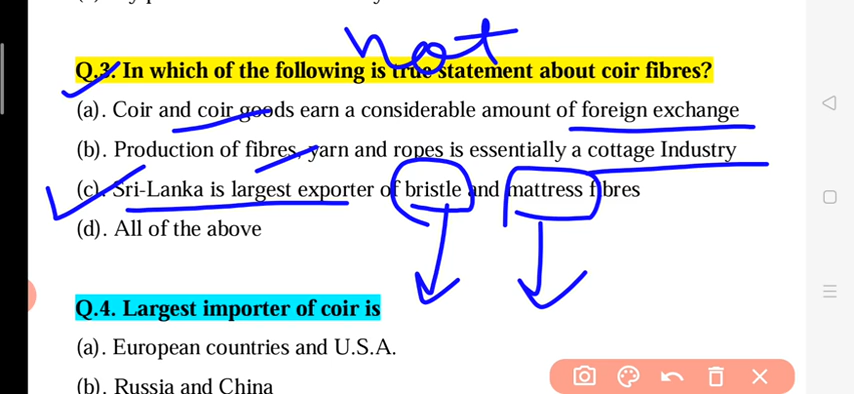 not
Q.3. In which of the following is true statement about coir fibres?
(a). Coir and coir goods earn a considerable amount of foreign exchange
(b). Production of fibres, yarn and ropes is essentially a cottage Industry
(c). Sri-Lanka is largest exporter of bristle and mattress fibres
(d). All of the above
Q.4. Largest importer of coir is
(a). European countries and U.S.A.
(b). Russia and China